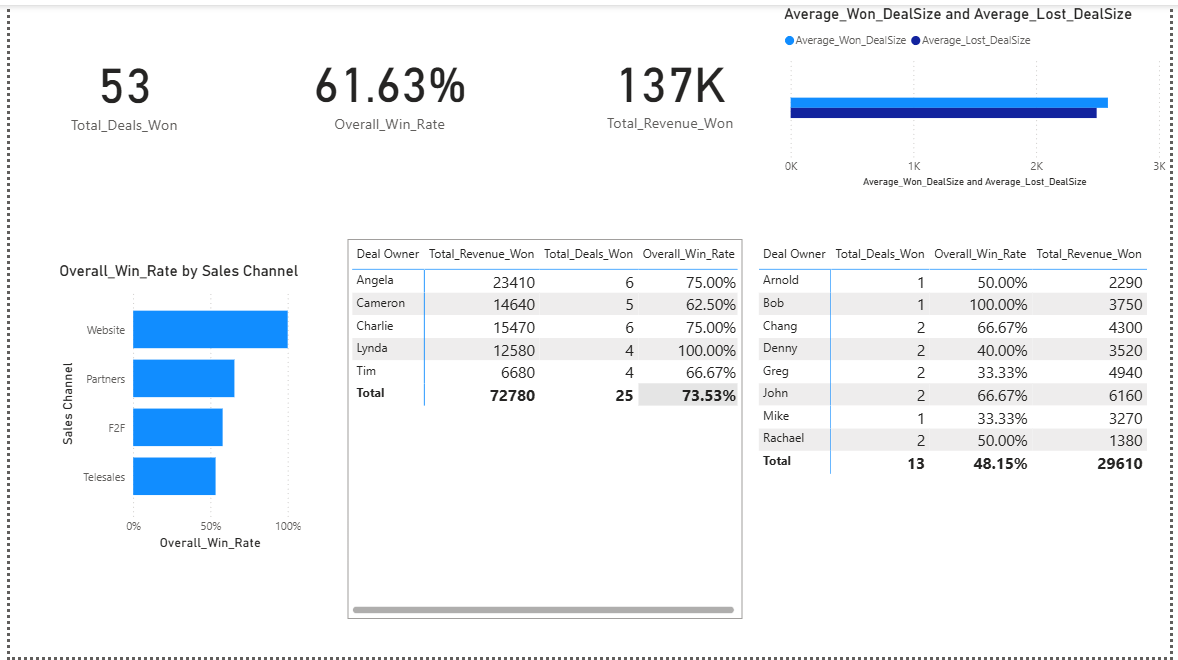 53
Total_Deals_Won
61.63%
Overall_Win_Rate
137K
Total_Revenue_Won
Average_Won_DealSize and Average_Lost_DealSize
Average_Won_DealSize Average_Lost_DealSize
0K 1K 2K 3K
Average_Won_DealSize and Average_Lost_DealSize
Overall_Win_Rate by Sales Channel
Sales Channel
Website
Partners
F2F
Telesales
0% 50% 100%
Overall_Win_Rate
Deal Owner Total_Revenue_Won Total_Deals_Won Overall_Win_Rate
Angela 23410 6 75.00%
Cameron 14640 5 62.50%
Charlie 15470 6 75.00%
Lynda 12580 4 100.00%
Tim 6680 4 66.67%
Total 72780 25 73.53%
Deal Owner Total_Deals_Won Overall_Win_Rate Total_Revenue_Won
Arnold 1 50.00% 2290
Bob 1 100.00% 3750
Chang 2 66.67% 4300
Denny 2 40.00% 3520
Greg 2 33.33% 4940
John 2 66.67% 6160
Mike 1 33.33% 3270
Rachael 2 50.00% 1380
Total 13 48.15% 29610